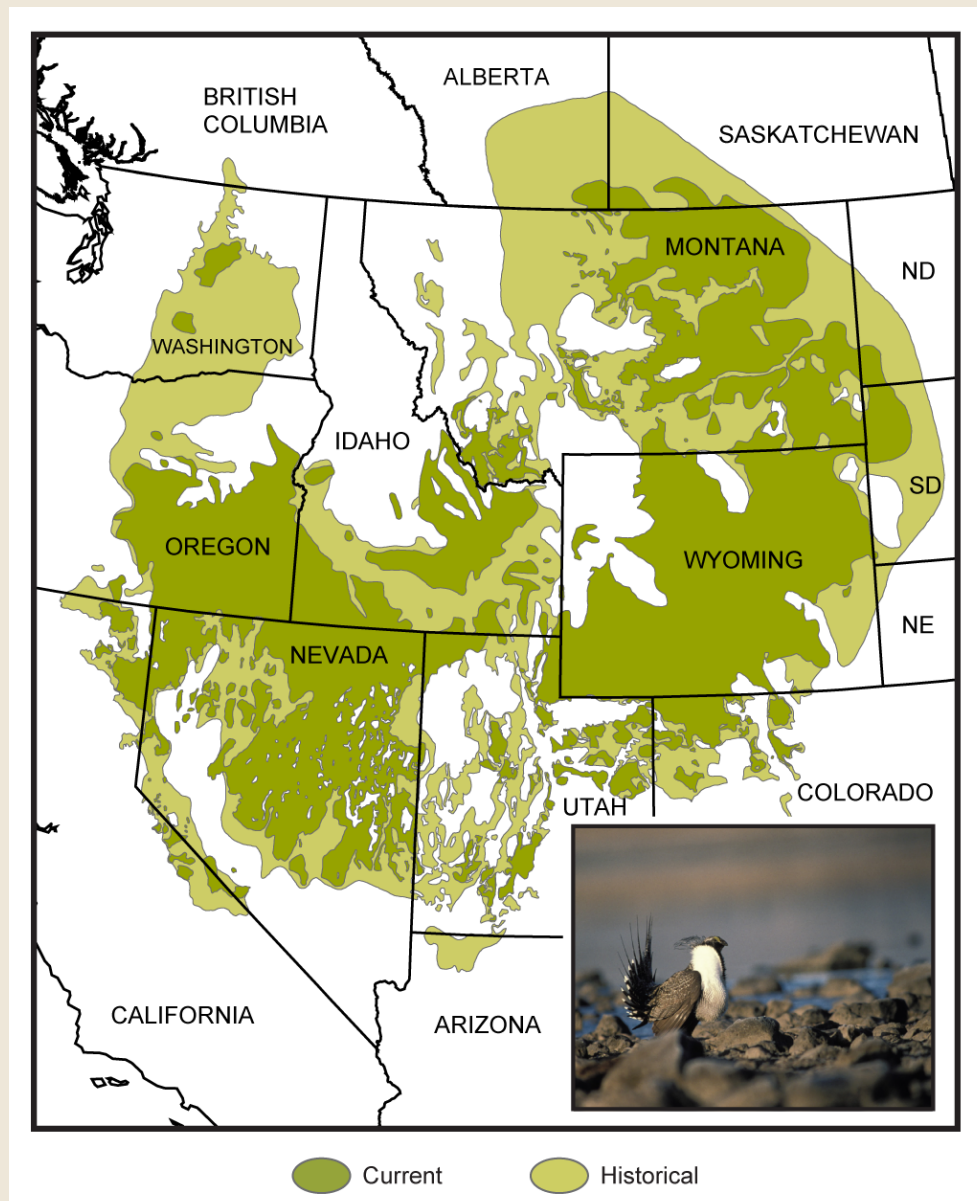 ALBERTA
BRITISH
COLUMBIA
SASKATCHEWAN
MONTANA
ND
WASHINGTON
IDAHO
SD
OREGON
WYOMING
NE
NEVADA
UTAH
COLORADO
CALIFORNIA
ARIZONA
Current
Historical